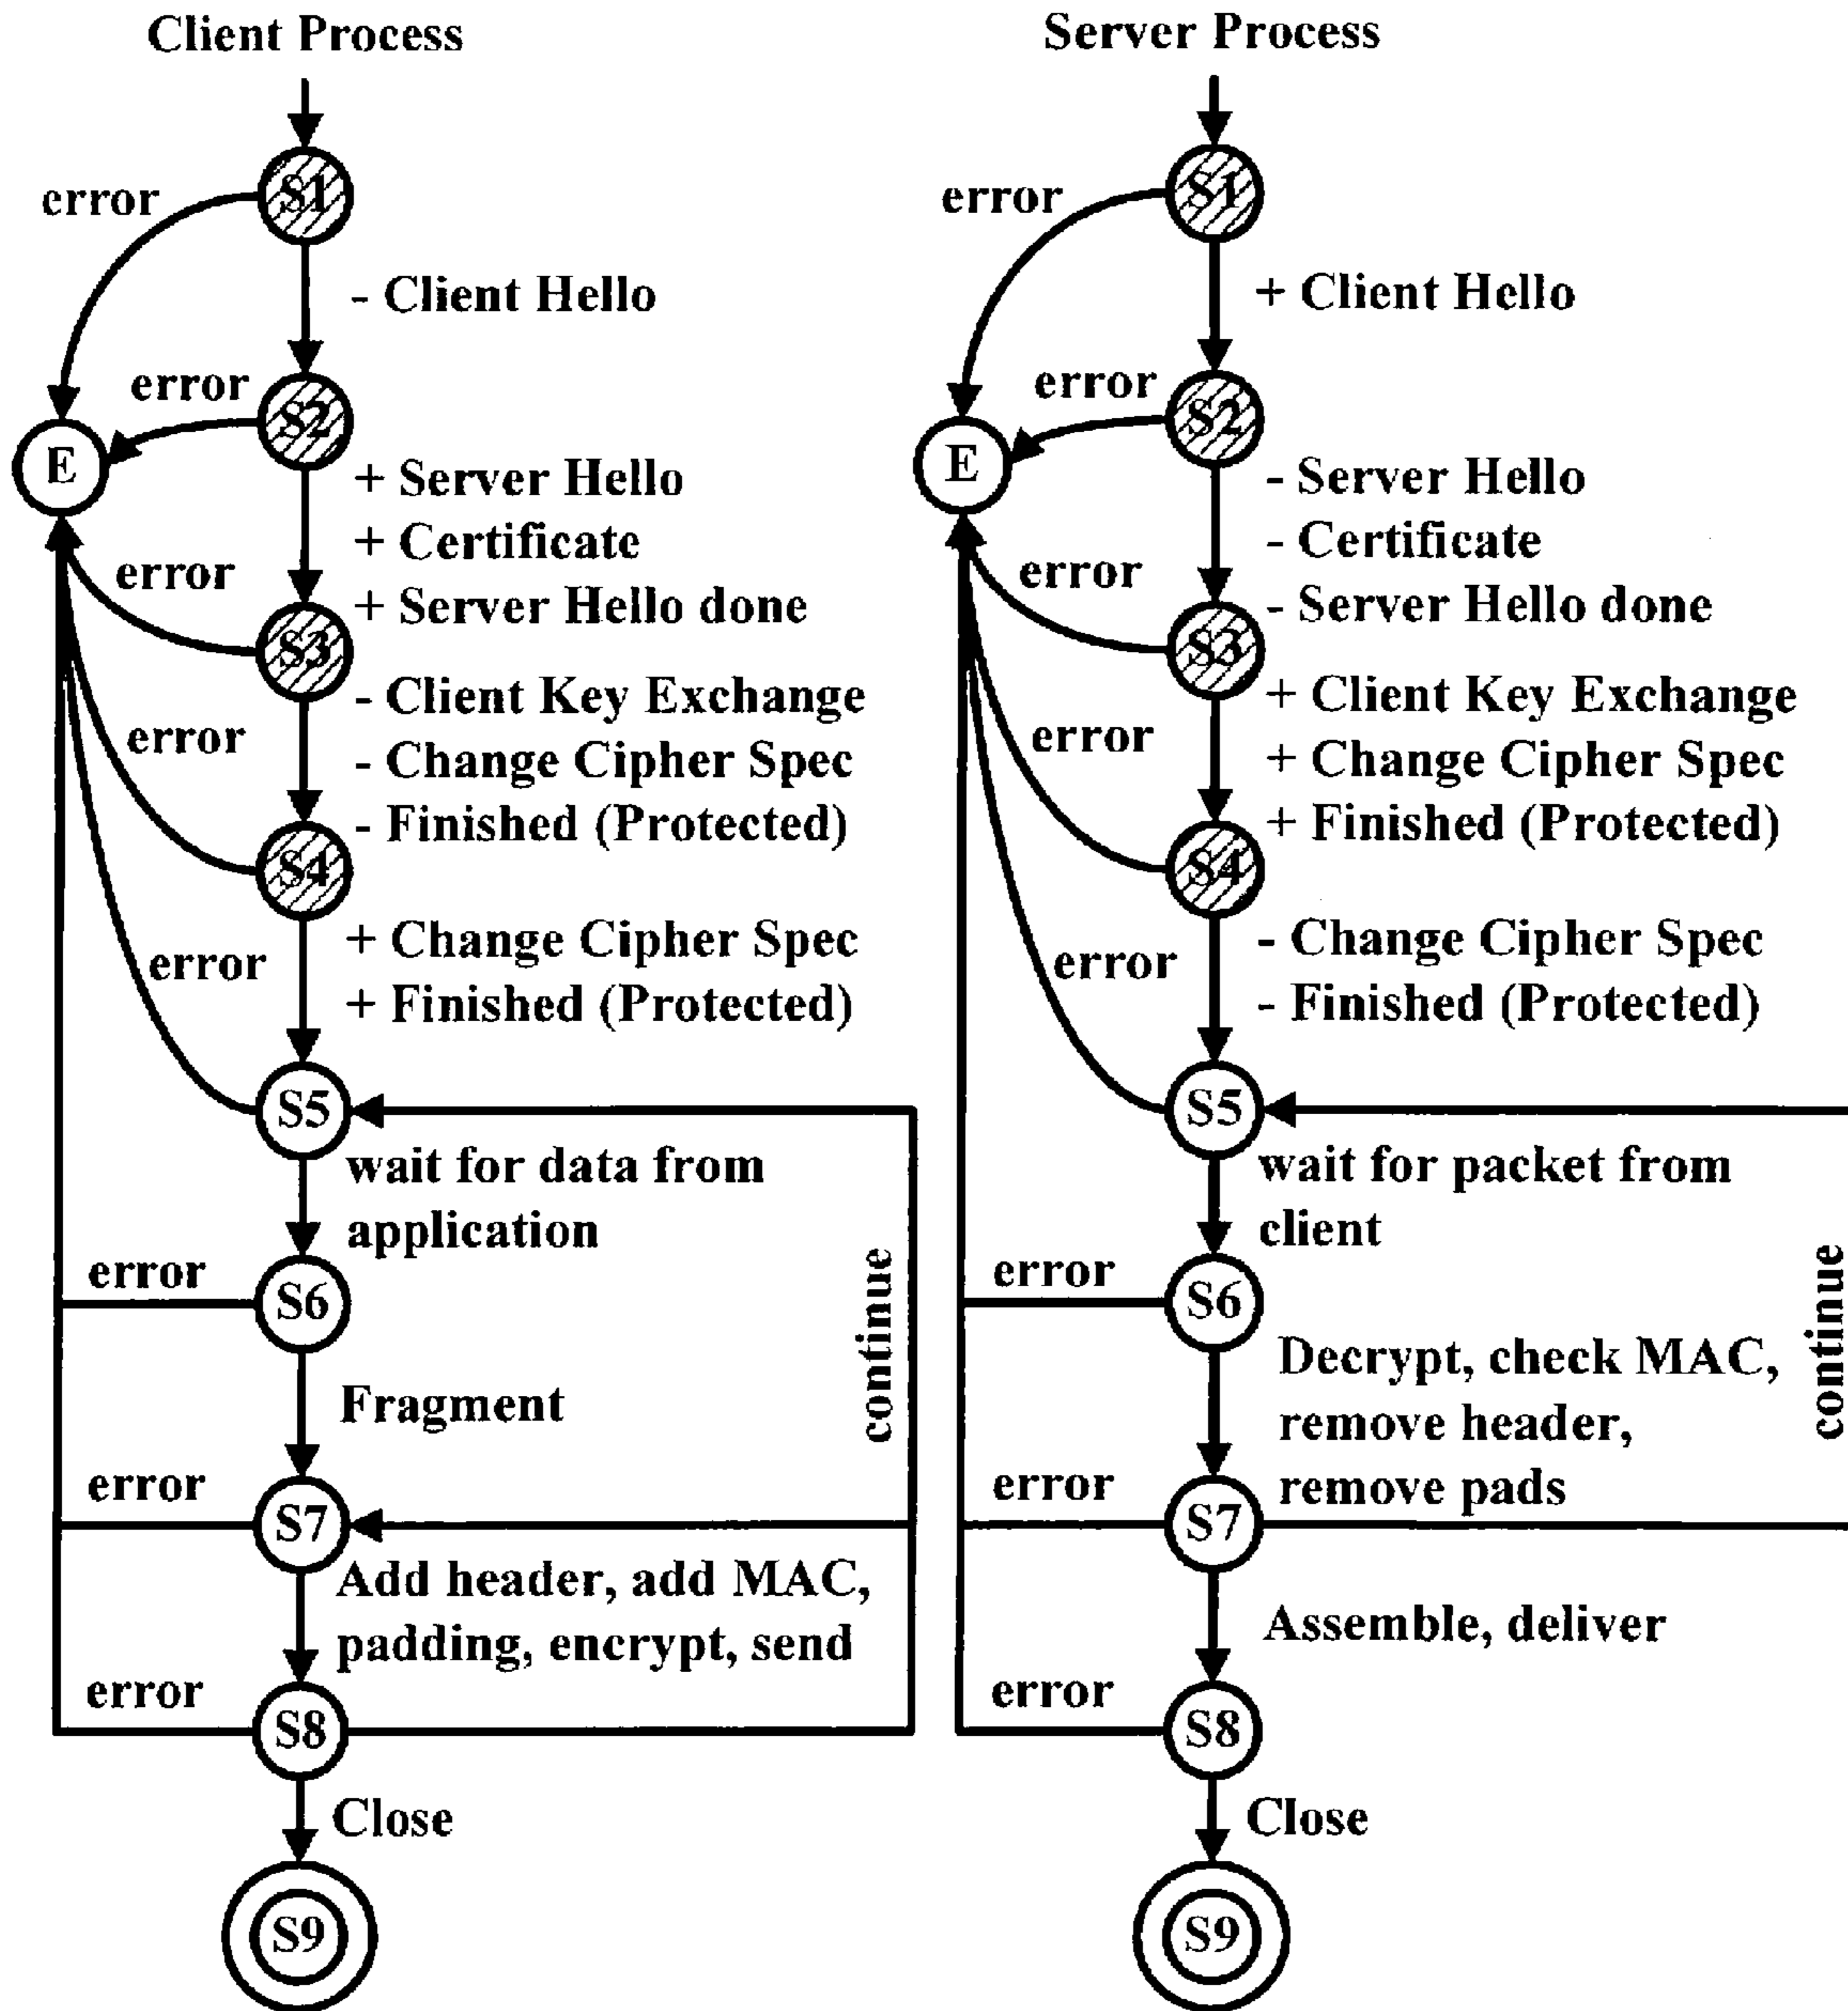 Client Process
S1
error
- Client Hello
error
S2
E
+ Server Hello
+ Certificate
error
+ Server Hello done
S3
- Client Key Exchange
error
- Change Cipher Spec
- Finished (Protected)
S4
+ Change Cipher Spec
error
+ Finished (Protected)
S5
wait for data from
application
error
S6
continue
Fragment
error
S7
Add header, add MAC,
padding, encrypt, send
error
S8
Close
S9
Server Process
S1
error
+ Client Hello
error
S2
E
- Server Hello
- Certificate
error
- Server Hello done
S3
+ Client Key Exchange
error
+ Change Cipher Spec
+ Finished (Protected)
S4
- Change Cipher Spec
error
- Finished (Protected)
S5
wait for packet from
client
error
S6
continue
Decrypt, check MAC,
remove header,
remove pads
error
S7
Assemble, deliver
error
S8
Close
S9